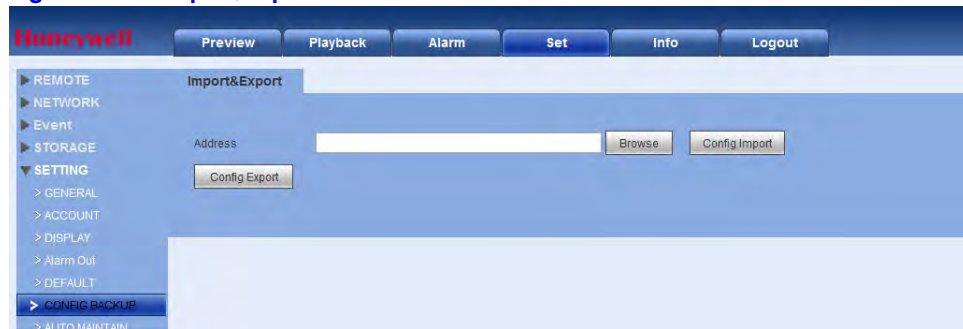 Honeywell
Preview
Playback
Alarm
Set
Info
Logout
REMOTE
NETWORK
Event
STORAGE
SETTING
> GENERAL
> ACCOUNT
> DISPLAY
> Alarm Out
> DEFAULT
> CONFIG BACKUP
> AUTO MAINTAIN
Import&Export
Address
Browse
Config Import
Config Export